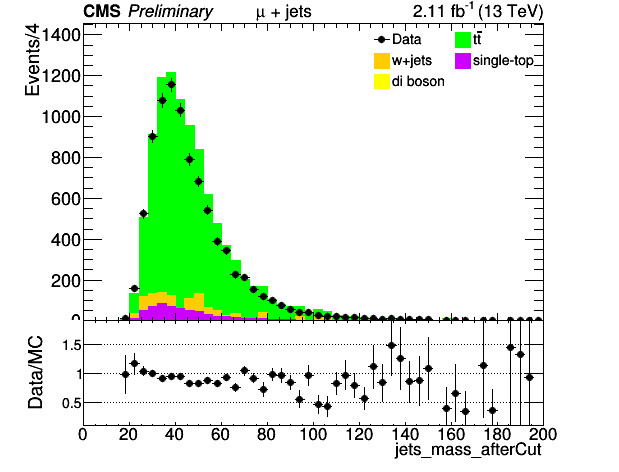 CMS Preliminary μ + jets 2.11 fb⁻¹ (13 TeV)
Events/4
1400
1200
1000
800
600
400
200
0
Data
tt̄
w+jets
single-top
di boson
Data/MC
1.5
1
0.5
0 20 40 60 80 100 120 140 160 180 200
jets_mass_afterCut